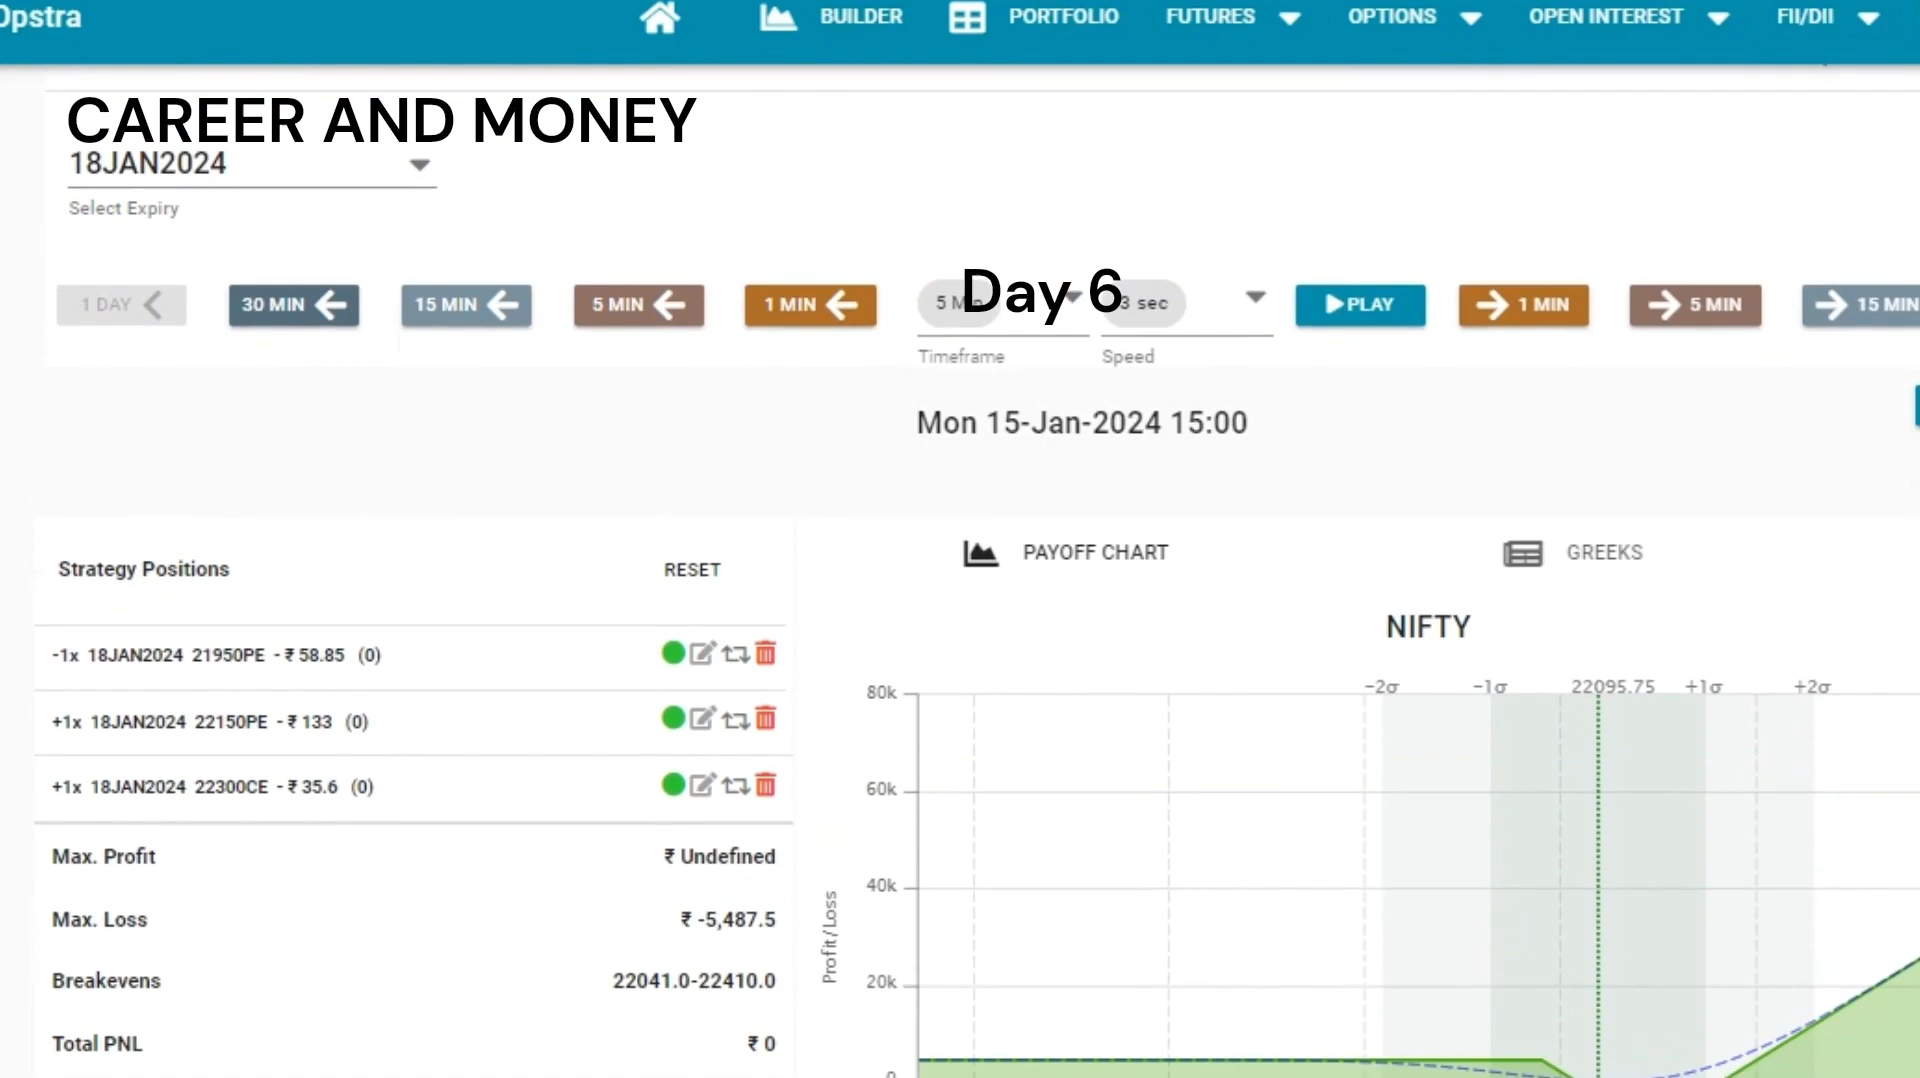 Opstra
BUILDER
PORTFOLIO
FUTURES
OPTIONS
OPEN INTEREST
FII/DII
CAREER AND MONEY
18JAN2024
Select Expiry
1 DAY
30 MIN
15 MIN
5 MIN
1 MIN
Day 6
3 sec
PLAY
1 MIN
5 MIN
15 MIN
Timeframe
Speed
Mon 15-Jan-2024 15:00
Strategy Positions
RESET
PAYOFF CHART
GREEKS
NIFTY
-1x 18JAN2024 21950PE - ₹ 58.85 (0)
+1x 18JAN2024 22150PE - ₹ 133 (0)
+1x 18JAN2024 22300CE - ₹ 35.6 (0)
Max. Profit ₹ Undefined
Max. Loss ₹ -5,487.5
Breakevens 22041.0-22410.0
Total PNL ₹ 0
−2σ −1σ 22095.75 +1σ +2σ
80k
60k
40k
20k
0
Profit/Loss